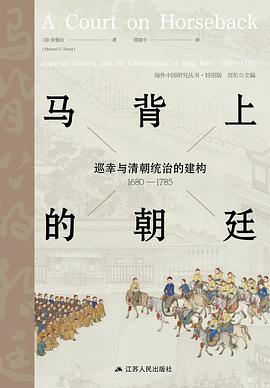 A Court on Horseback
Imperial Touring and the Construction of Qing Rule, 1680-1785
[美] 张勉治 著
(Michael G. Chang)
董建中 译
海外中国研究丛书·特别版 刘东 / 主编
马背上
巡幸与清朝统治的建构
1680—1785
的朝廷
江苏人民出版社